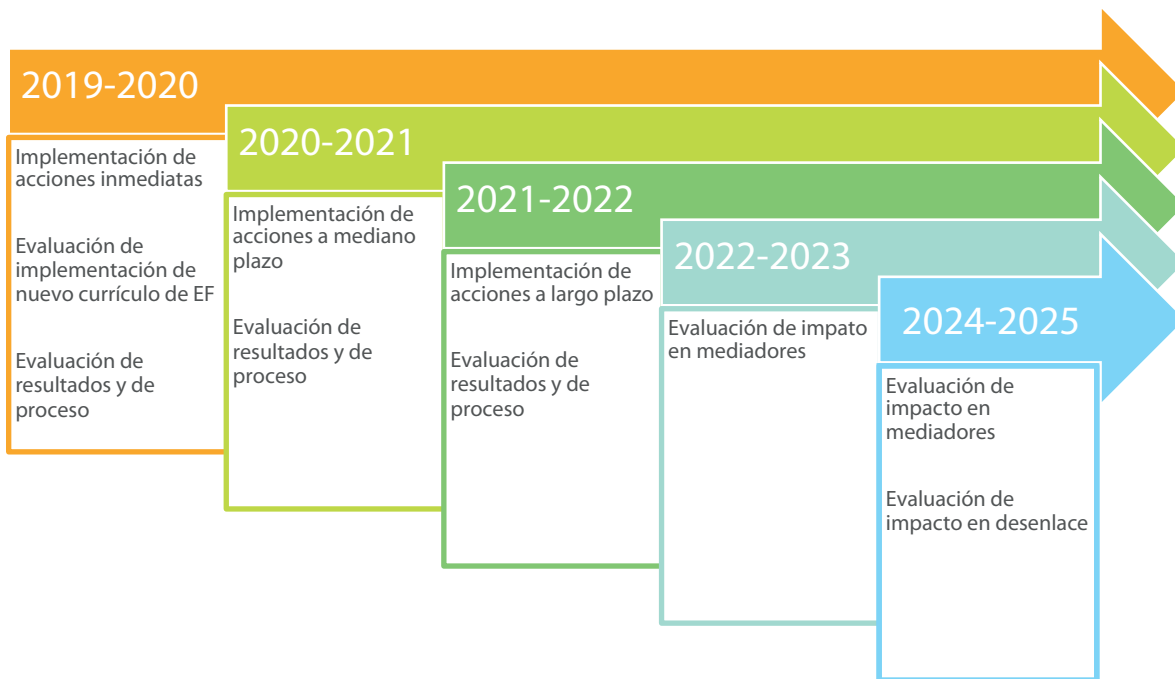 2019-2020
Implementación de
acciones inmediatas
Evaluación de
implementación de
nuevo currículo de EF
Evaluación de
resultados y de
proceso
2020-2021
Implementación de
acciones a mediano
plazo
Evaluación de
resultados y de
proceso
2021-2022
Implementación de
acciones a largo plazo
Evaluación de
resultados y de
proceso
2022-2023
Evaluación de impato
en mediadores
2024-2025
Evaluación de
impacto en
mediadores
Evaluación de
impacto en desenlace